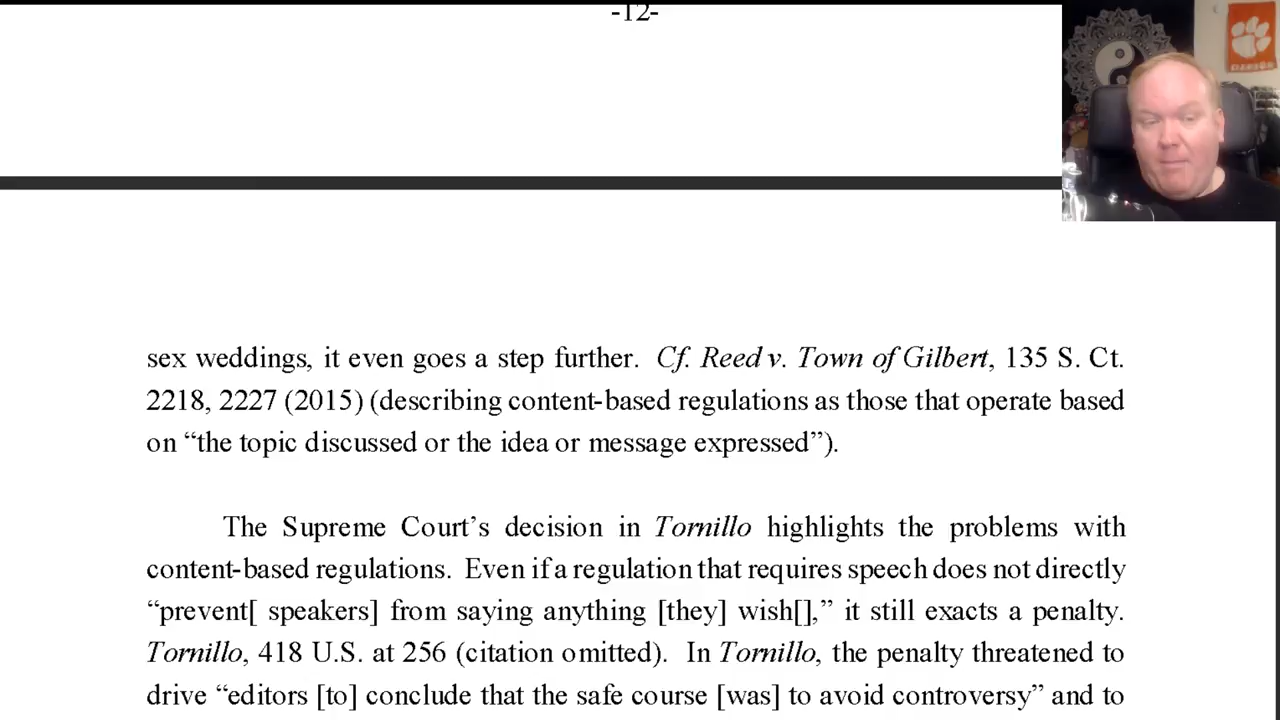 -12-
sex weddings, it even goes a step further. Cf. Reed v. Town of Gilbert, 135 S. Ct.
2218, 2227 (2015) (describing content-based regulations as those that operate based
on “the topic discussed or the idea or message expressed”).
The Supreme Court’s decision in Tornillo highlights the problems with
content-based regulations. Even if a regulation that requires speech does not directly
“prevent[ speakers] from saying anything [they] wish[],” it still exacts a penalty.
Tornillo, 418 U.S. at 256 (citation omitted). In Tornillo, the penalty threatened to
drive “editors [to] conclude that the safe course [was] to avoid controversy” and to